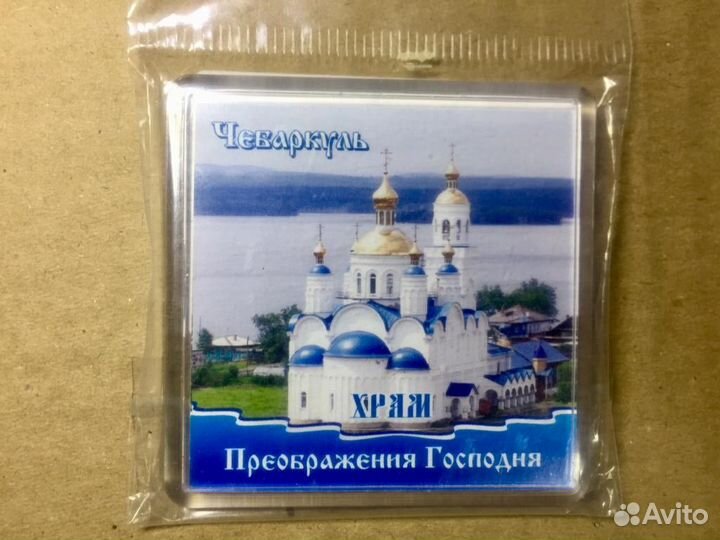 Чебаркуль
ХРАМ
Преображения Господня
Avito